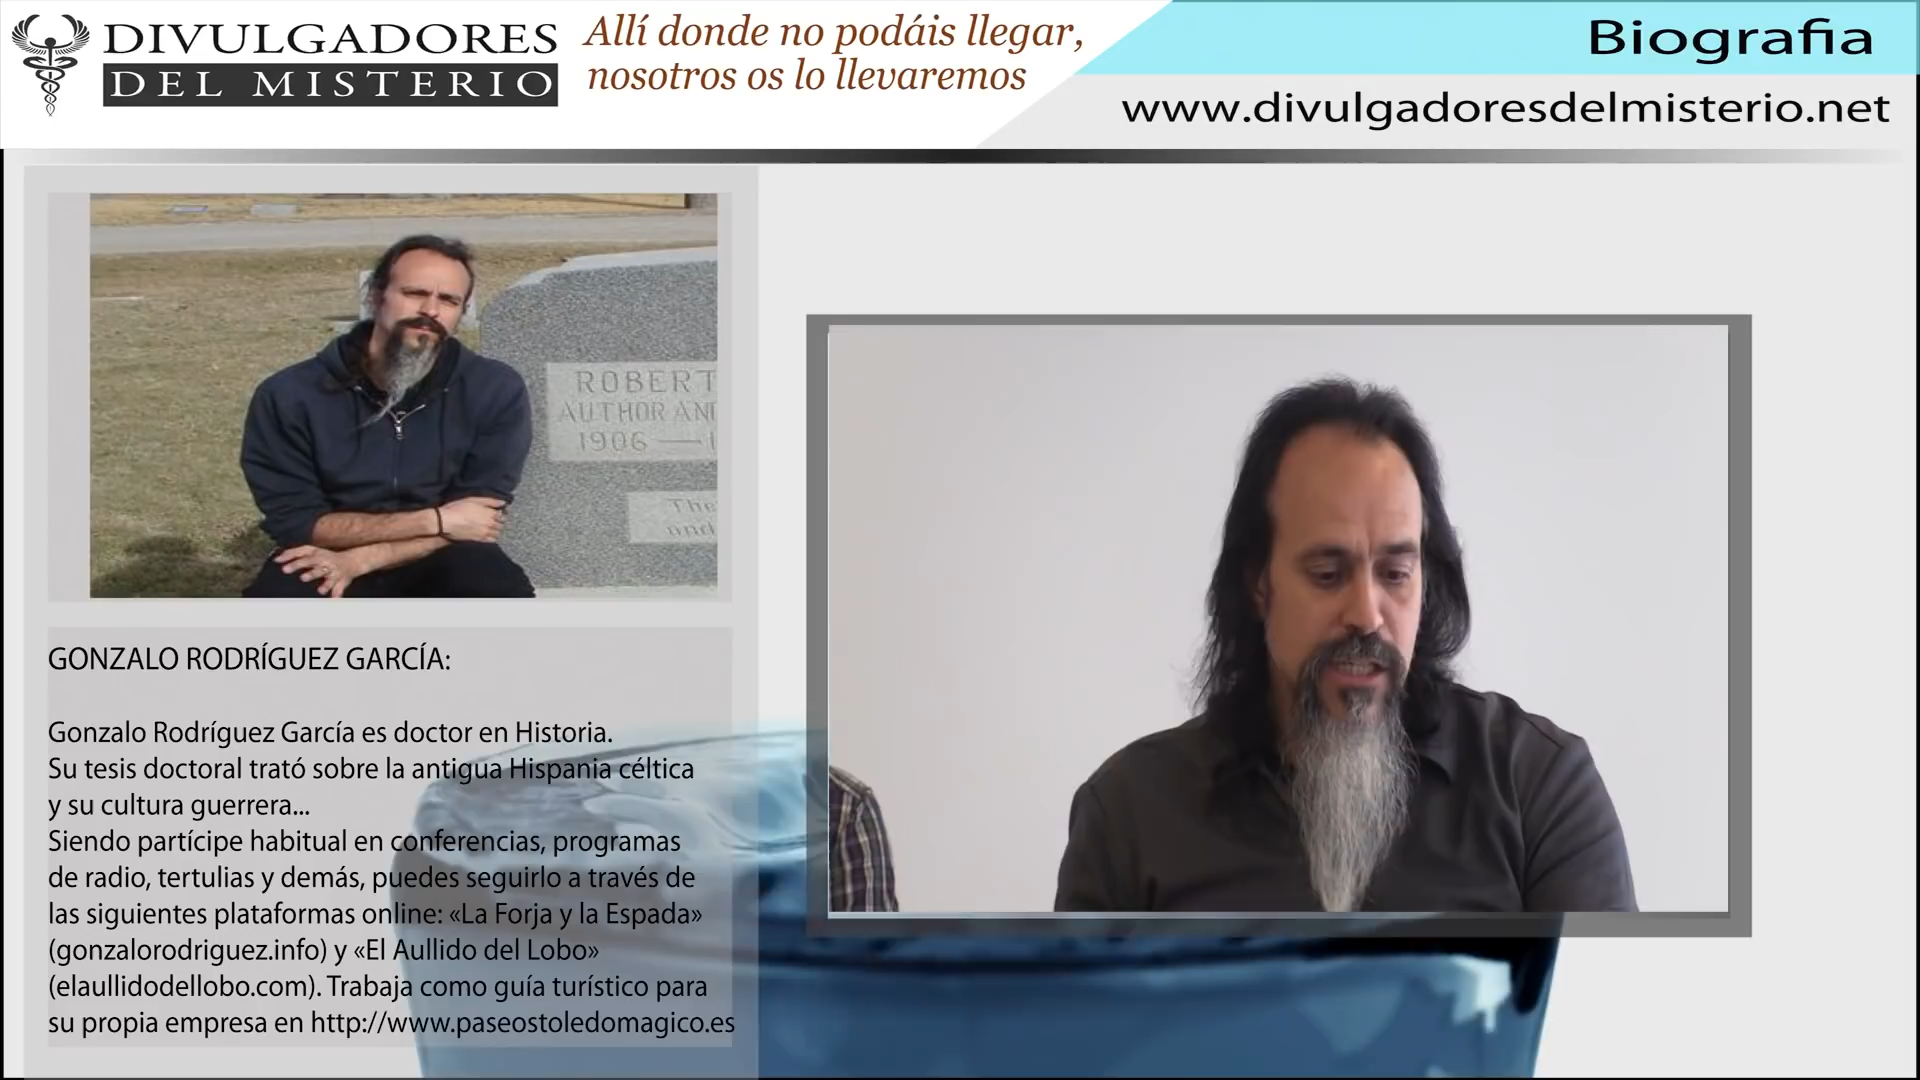 DIVULGADORES
DEL MISTERIO
Allí donde no podáis llegar,
nosotros os lo llevaremos
Biografia
www.divulgadoresdelmisterio.net
ROBERT
AUTHOR AND
1906 — 1
The
and
GONZALO RODRÍGUEZ GARCÍA:
Gonzalo Rodríguez García es doctor en Historia.
Su tesis doctoral trató sobre la antigua Hispania céltica
y su cultura guerrera...
Siendo partícipe habitual en conferencias, programas
de radio, tertulias y demás, puedes seguirlo a través de
las siguientes plataformas online: «La Forja y la Espada»
(gonzalorodriguez.info) y «El Aullido del Lobo»
(elaullidodellobo.com). Trabaja como guía turístico para
su propia empresa en http://www.paseostoledomagico.es